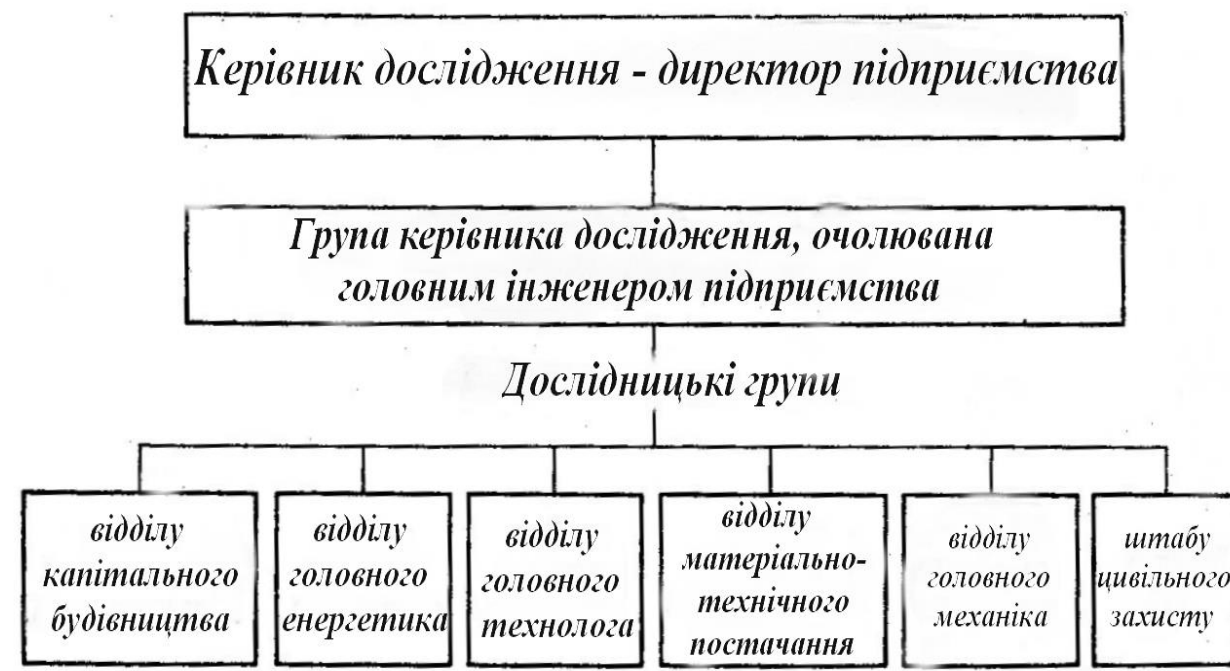 Керівник дослідження - директор підприємства
Група керівника дослідження, очолювана
головним інженером підприємства
Дослідницькі групи
відділу
капітального
будівництва
відділу
головного
енергетика
відділу
головного
технолога
відділу
матеріально-
технічного
постачання
відділу
головного
механіка
штабу
цивільного
захисту